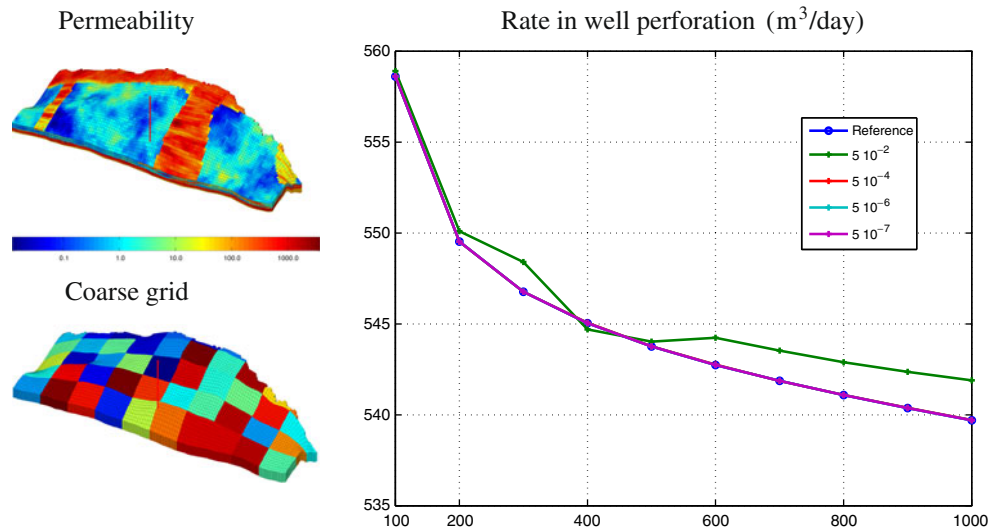 Permeability
0.1 1.0 10.0 100.0 1000.0
Coarse grid
Rate in well perforation (m³/day)
560
555
550
545
540
535
100 200 400 600 800 1000
Reference
5 10⁻²
5 10⁻⁴
5 10⁻⁶
5 10⁻⁷